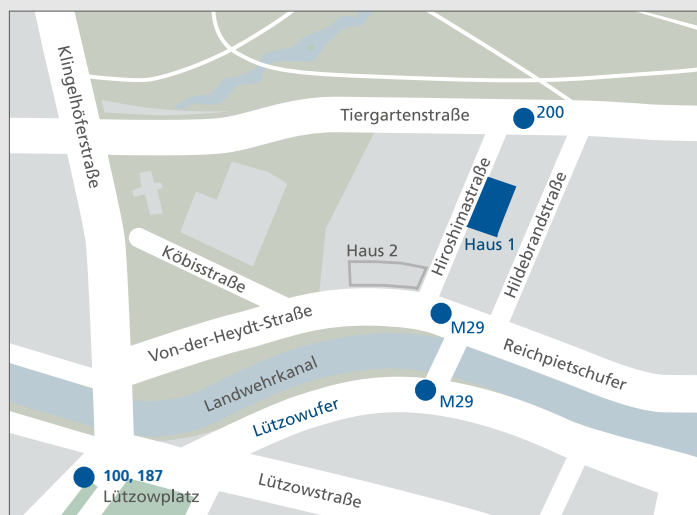 Klingelhöferstraße
Tiergartenstraße
200
Hiroshimastraße
Hildebrandstraße
Haus 1
Haus 2
Köbisstraße
Von-der-Heydt-Straße
M29
Reichpietschufer
Landwehrkanal
Lützowufer
M29
100, 187
Lützowplatz
Lützowstraße